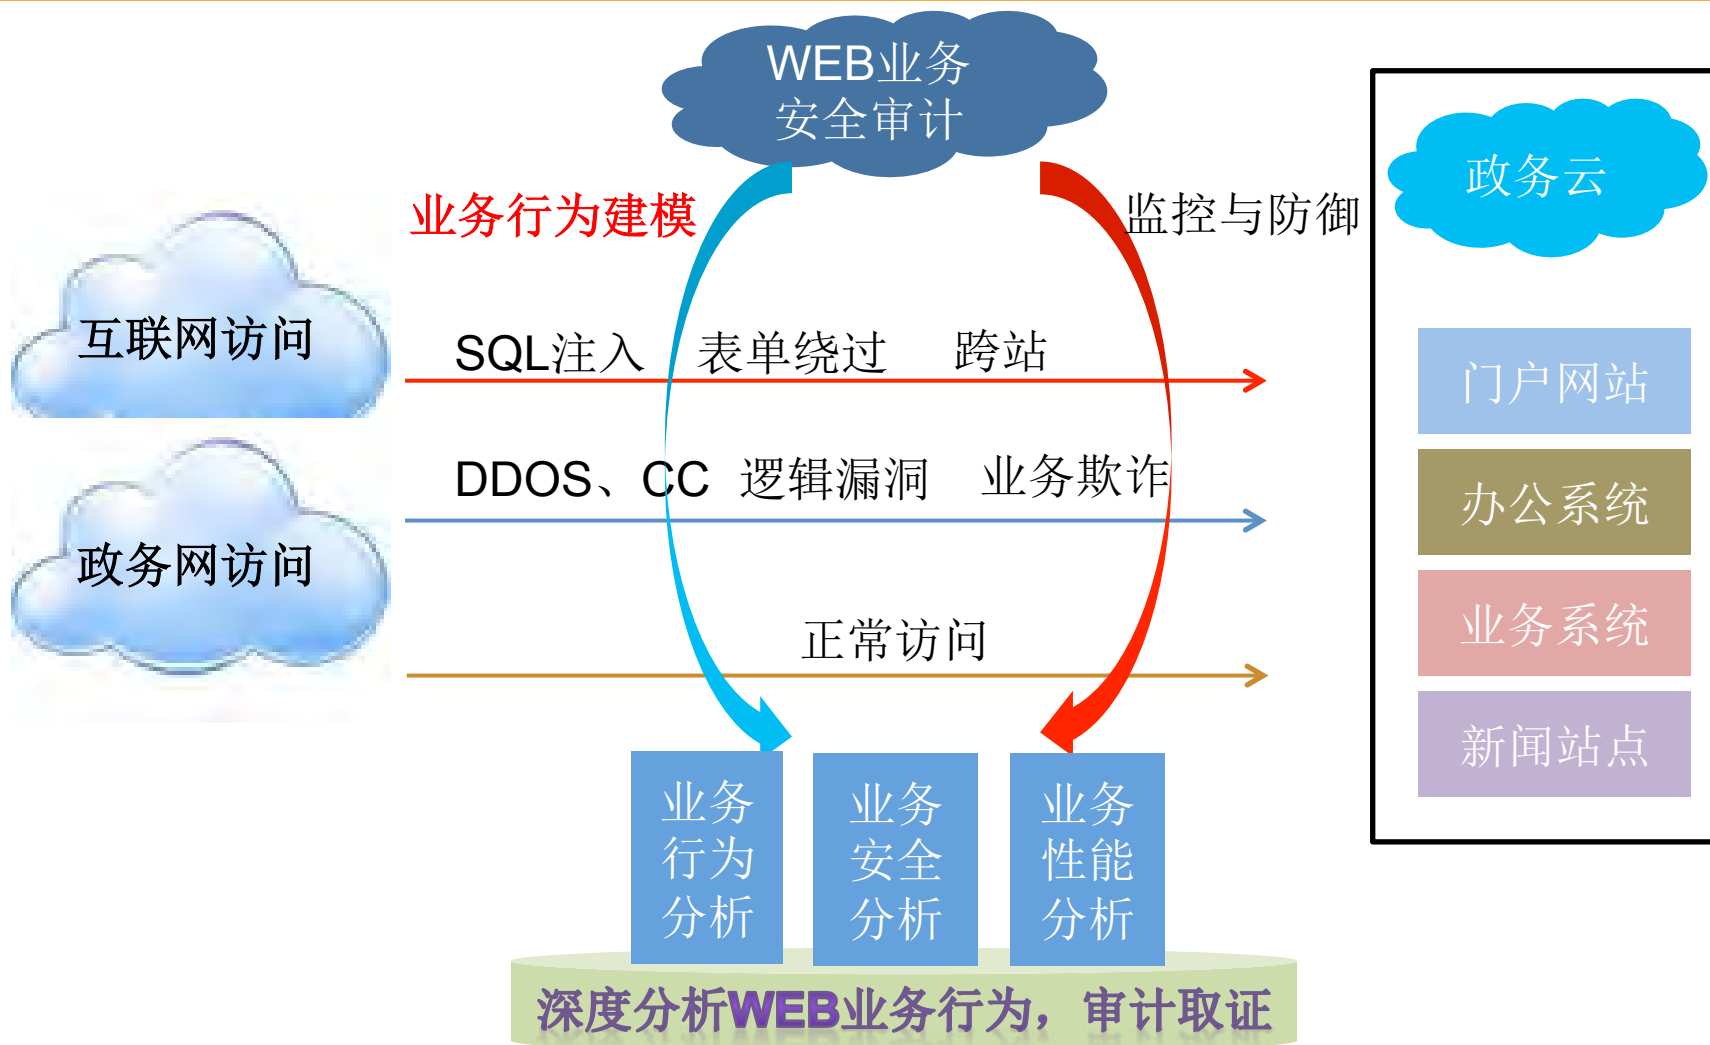 WEB业务
安全审计
业务行为建模
监控与防御
政务云
互联网访问
SQL注入 表单绕过 跨站
门户网站
DDOS、CC 逻辑漏洞 业务欺诈
办公系统
政务网访问
正常访问
业务系统
新闻站点
业务
行为
分析
业务
安全
分析
业务
性能
分析
深度分析WEB业务行为，审计取证